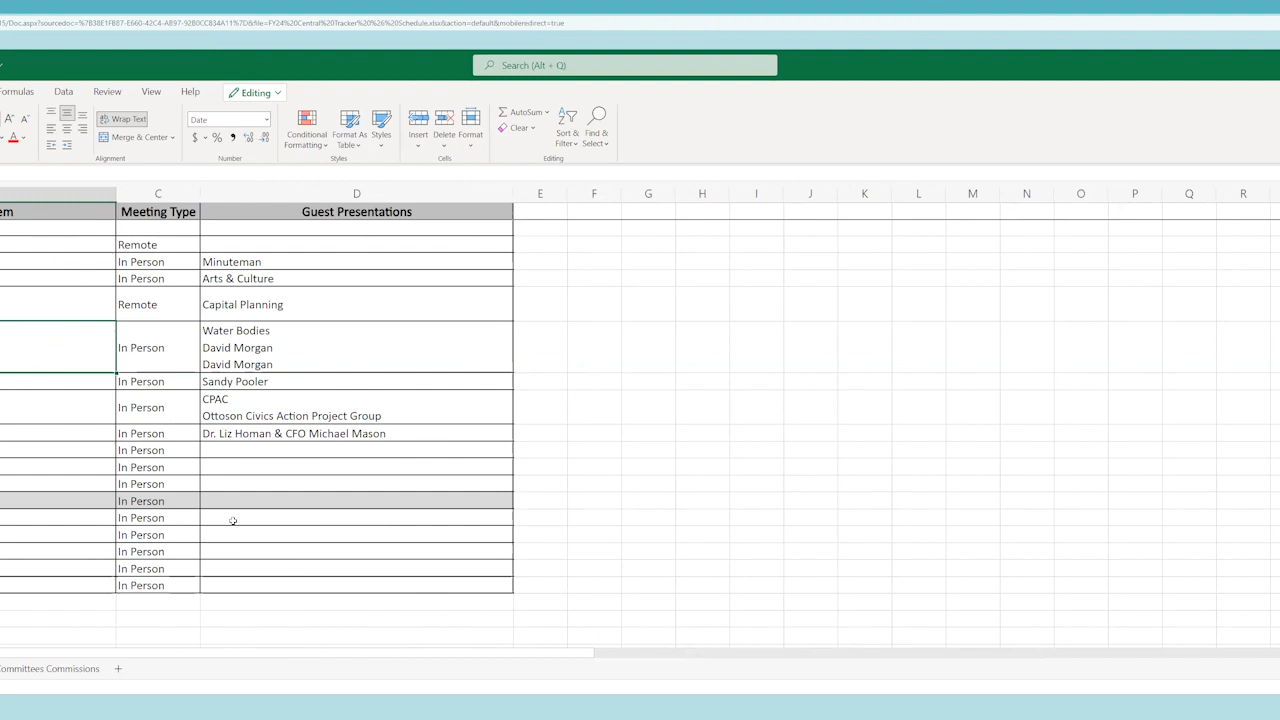 15/Doc.aspx?sourcedoc=%7B3BE1FB87-E660-42C4-AB97-92B0CCB34A11%7D&file=FY24%20Central%20Tracker%20%26%20Schedule.xlsx&action=default&mobileredirect=true
Search (Alt + Q)
Formulas Data Review View Help Editing
A A Wrap Text Date Conditional Formatting Format As Table Styles Insert Delete Format AutoSum Clear Sort & Filter Find & Select
A Merge & Center $ % 9
Alignment Number Styles Cells Editing
C D E F G H I J K L M N O P Q R
em Meeting Type Guest Presentations
Remote
In Person Minuteman
In Person Arts & Culture
Remote Capital Planning
Water Bodies
In Person David Morgan
David Morgan
In Person Sandy Pooler
CPAC
In Person
Ottoson Civics Action Project Group
In Person Dr. Liz Homan & CFO Michael Mason
In Person
In Person
In Person
In Person
In Person
In Person
In Person
In Person
In Person
ommittees Commissions +